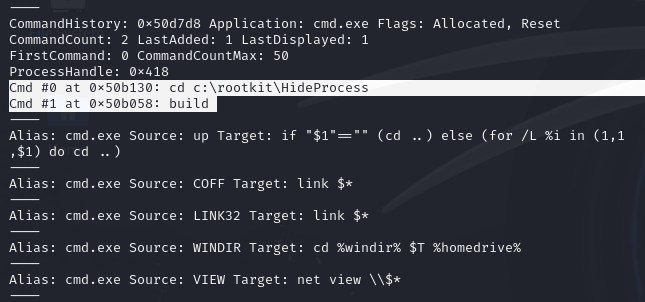 ────
CommandHistory: 0×50d7d8 Application: cmd.exe Flags: Allocated, Reset
CommandCount: 2 LastAdded: 1 LastDisplayed: 1
FirstCommand: 0 CommandCountMax: 50
ProcessHandle: 0×418
Cmd #0 at 0×50b130: cd c:\rootkit\HideProcess
Cmd #1 at 0×50b058: build
────
Alias: cmd.exe Source: up Target: if "$1"=="" (cd ..) else (for /L %i in (1,1
,$1) do cd ..)
────
Alias: cmd.exe Source: COFF Target: link $*
────
Alias: cmd.exe Source: LINK32 Target: link $*
────
Alias: cmd.exe Source: WINDIR Target: cd %windir% $T %homedrive%
────
Alias: cmd.exe Source: VIEW Target: net view \\$*
────